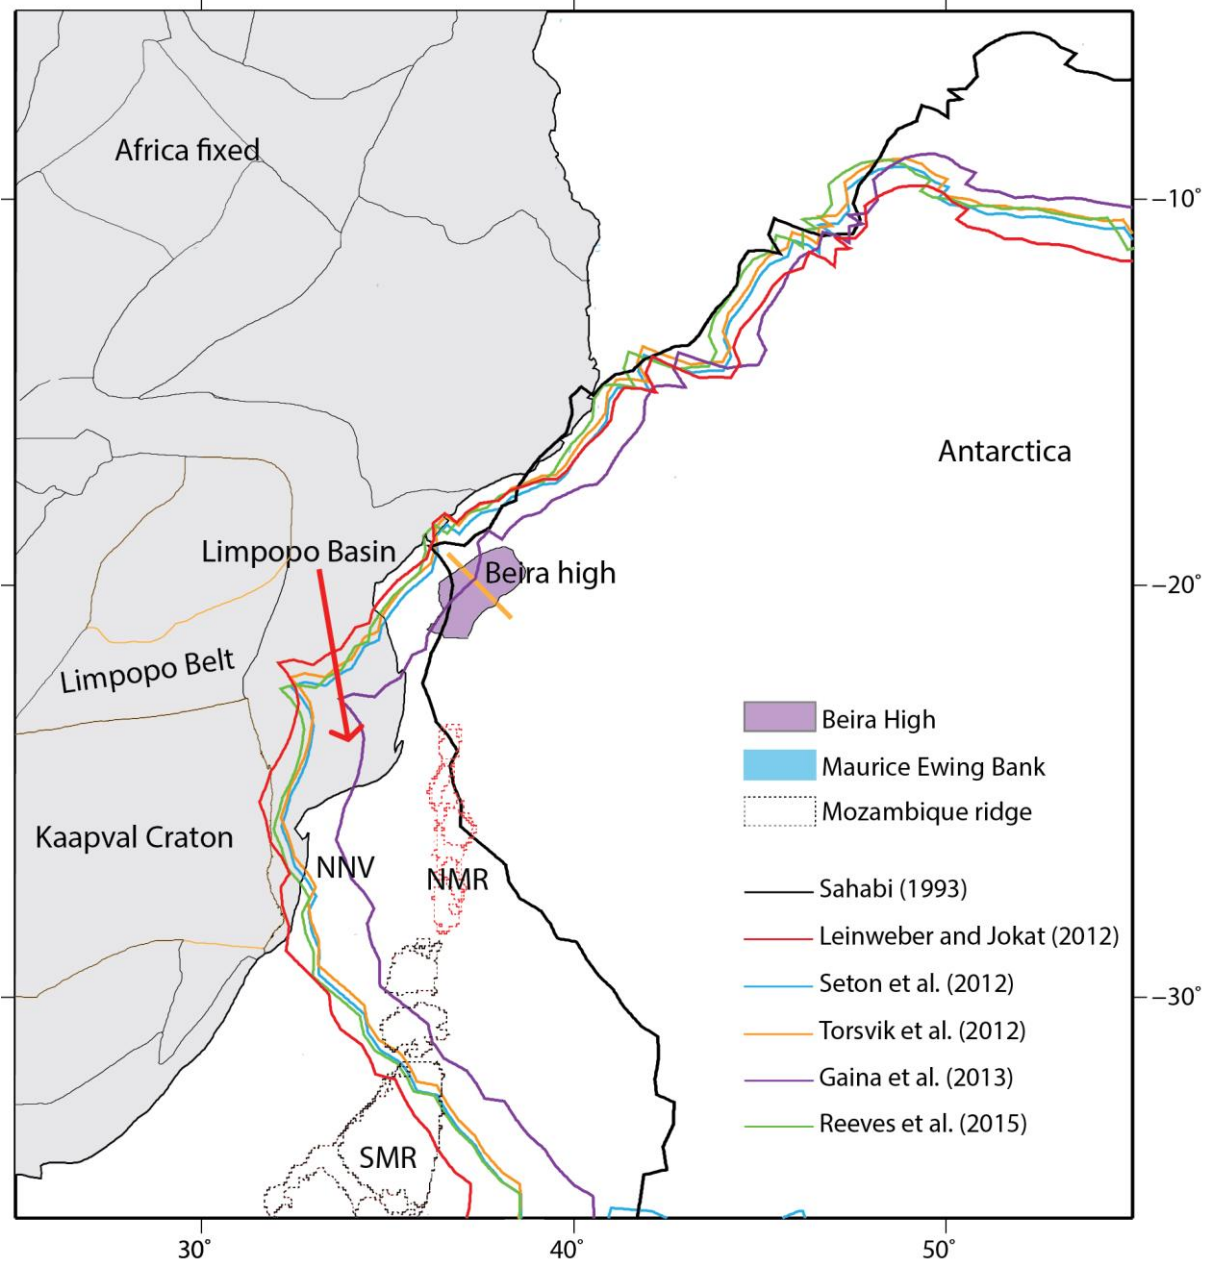 Africa fixed
−10°
Antarctica
Limpopo Basin
Beira high
−20°
Limpopo Belt
Beira High
Maurice Ewing Bank
Mozambique ridge
Kaapval Craton
NNV
NMR
Sahabi (1993)
Leinweber and Jokat (2012)
Seton et al. (2012)
−30°
Torsvik et al. (2012)
Gaina et al. (2013)
Reeves et al. (2015)
SMR
30°
40°
50°